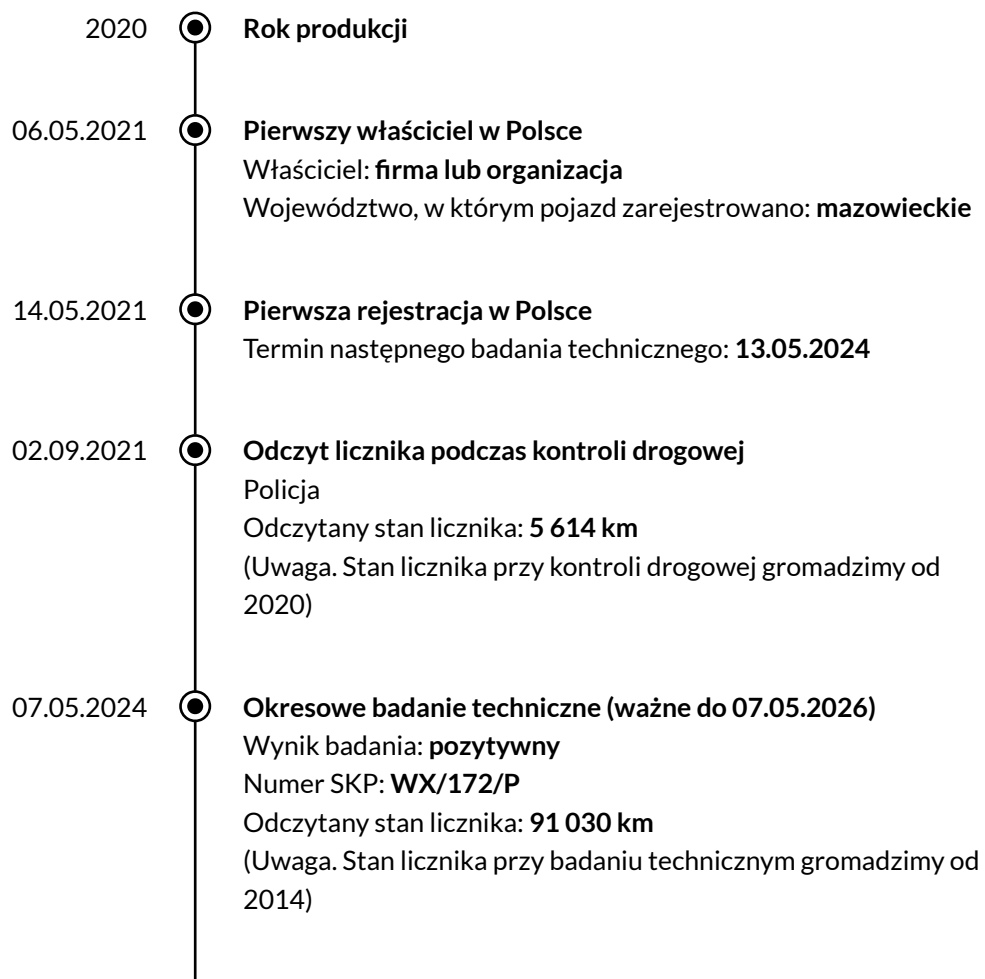 2020
Rok produkcji
06.05.2021
Pierwszy właściciel w Polsce
Właściciel: firma lub organizacja
Województwo, w którym pojazd zarejestrowano: mazowieckie
14.05.2021
Pierwsza rejestracja w Polsce
Termin następnego badania technicznego: 13.05.2024
02.09.2021
Odczyt licznika podczas kontroli drogowej
Policja
Odczytany stan licznika: 5 614 km
(Uwaga. Stan licznika przy kontroli drogowej gromadzimy od
2020)
07.05.2024
Okresowe badanie techniczne (ważne do 07.05.2026)
Wynik badania: pozytywny
Numer SKP: WX/172/P
Odczytany stan licznika: 91 030 km
(Uwaga. Stan licznika przy badaniu technicznym gromadzimy od
2014)